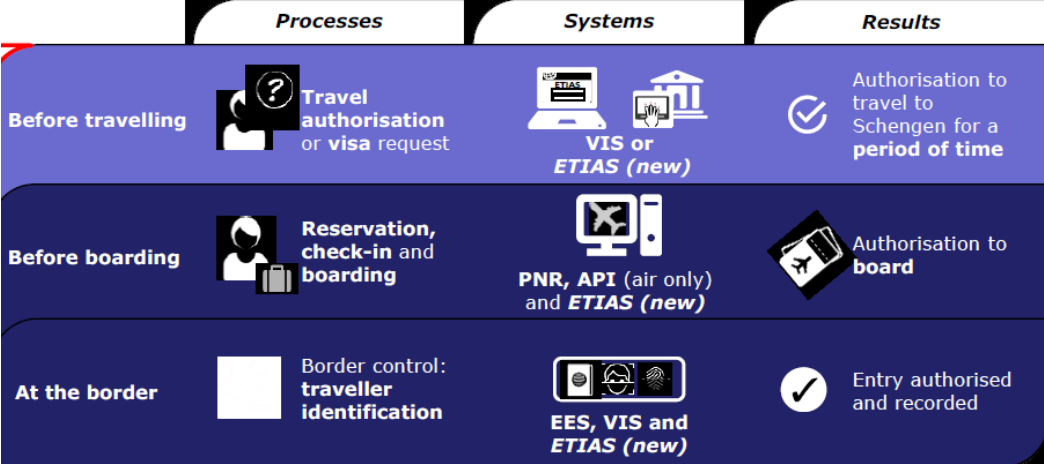 Processes
Systems
Results
Before travelling
Travel
authorisation
or visa request
ETIAS
VIS or
ETIAS (new)
Authorisation to
travel to
Schengen for a
period of time
Before boarding
Reservation,
check-in and
boarding
PNR, API (air only)
and ETIAS (new)
Authorisation to
board
At the border
Border control:
traveller
identification
EES, VIS and
ETIAS (new)
Entry authorised
and recorded